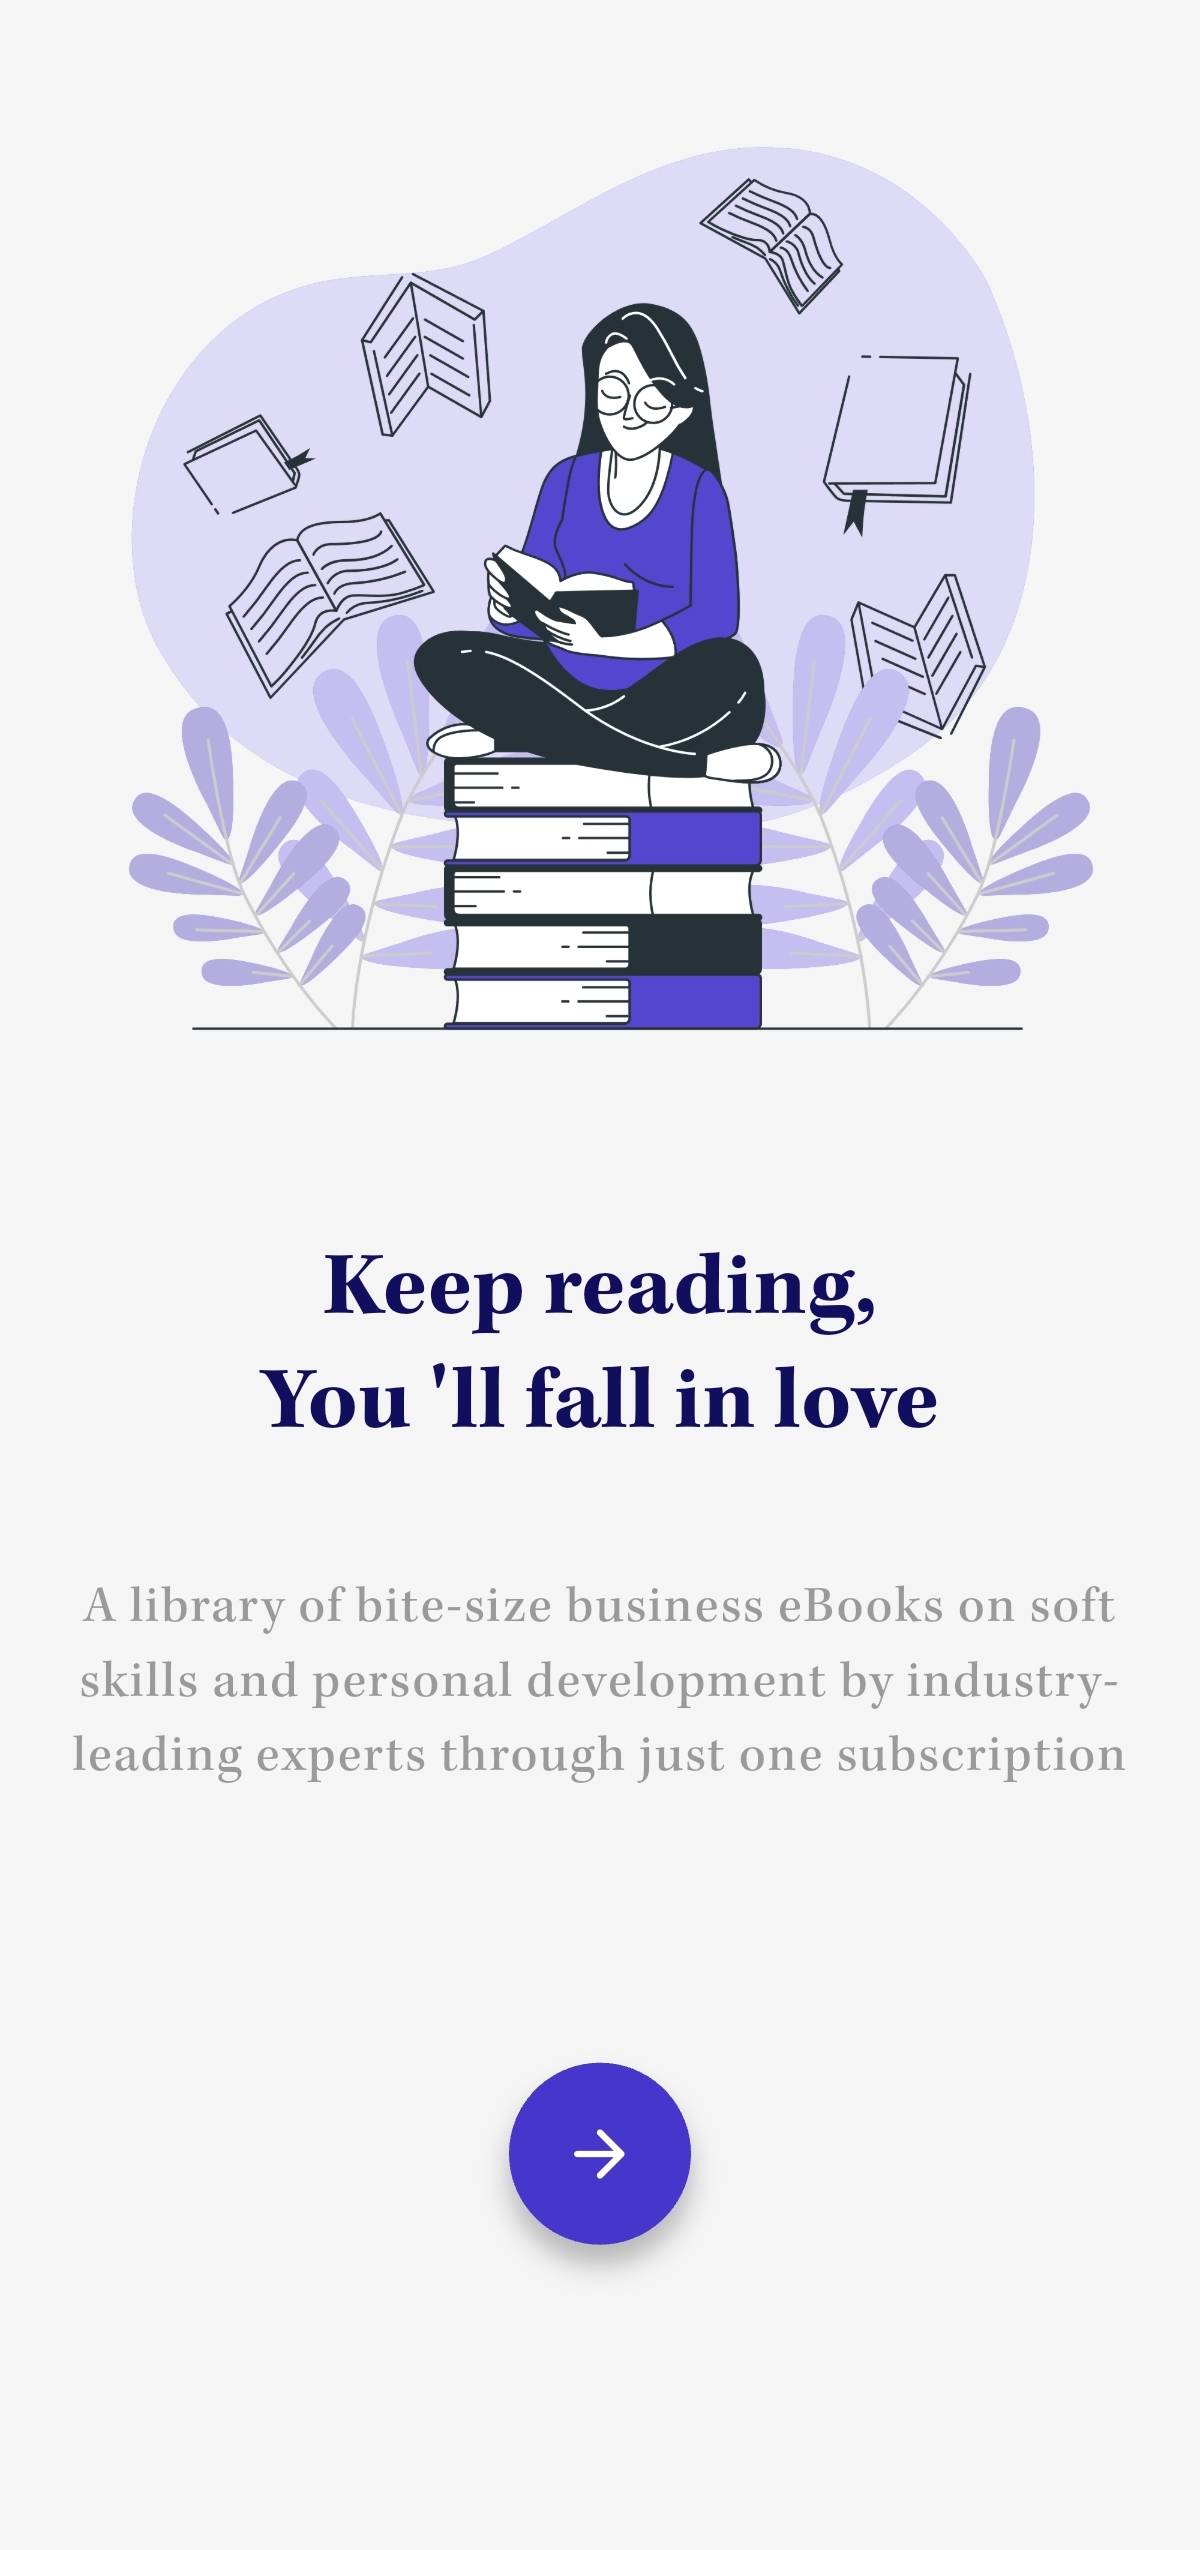 Keep reading,
You 'll fall in love
A library of bite-size business eBooks on soft
skills and personal development by industry-
leading experts through just one subscription